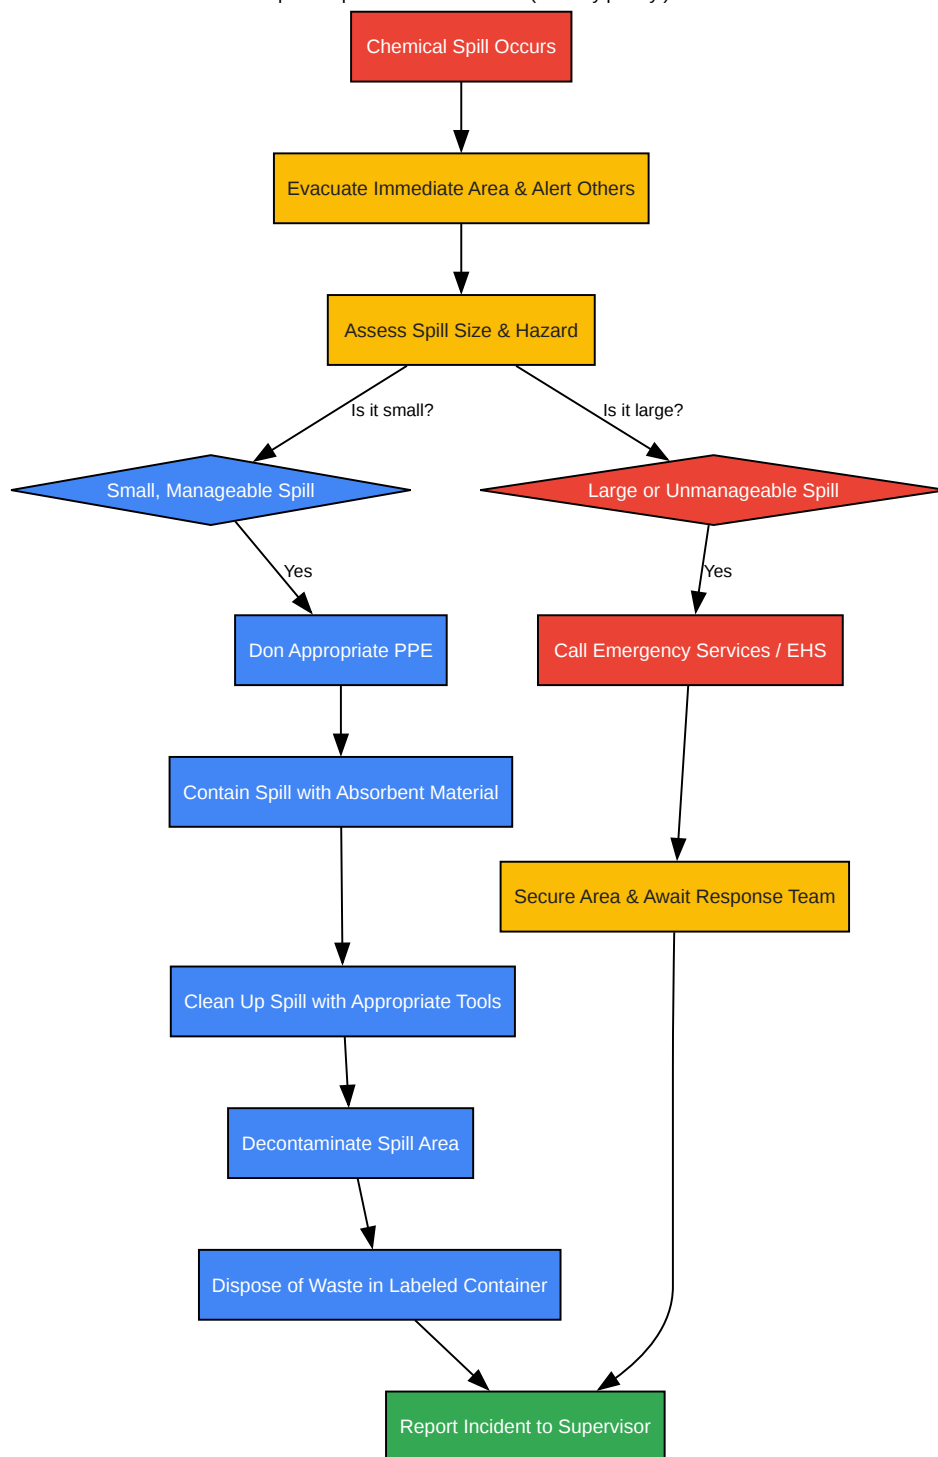 Chemical Spill Occurs
Evacuate Immediate Area & Alert Others
Assess Spill Size & Hazard
Is it small?
Is it large?
Small, Manageable Spill
Large or Unmanageable Spill
Yes
Yes
Don Appropriate PPE
Call Emergency Services / EHS
Contain Spill with Absorbent Material
Secure Area & Await Response Team
Clean Up Spill with Appropriate Tools
Decontaminate Spill Area
Dispose of Waste in Labeled Container
Report Incident to Supervisor